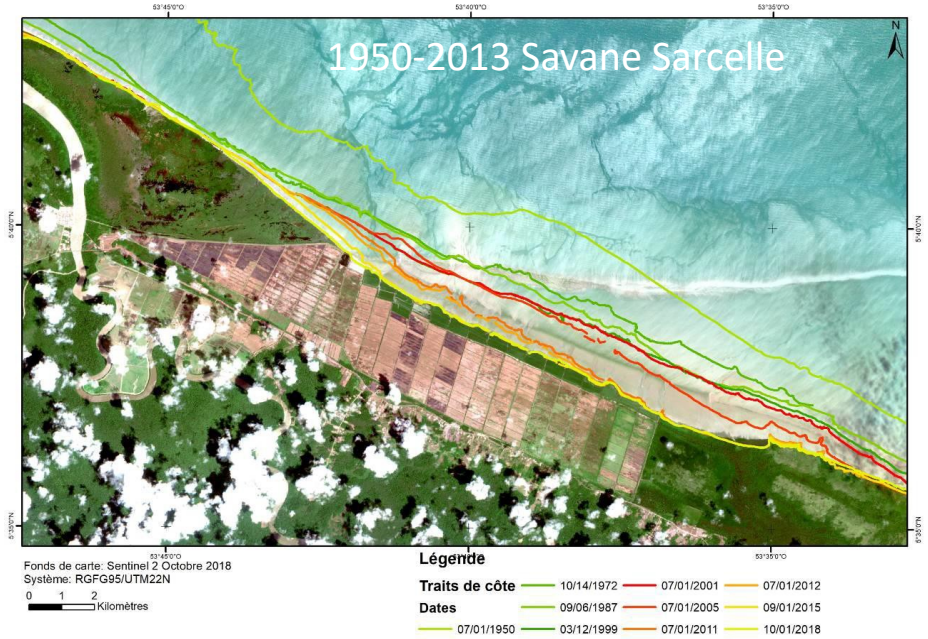 53°45'0"O 53°40'0"O 53°35'0"O
1950-2013 Savane Sarcelle
N
5°40'0"N 5°40'0"N
5°35'0"N 5°35'0"N
53°45'0"O 53°40'0"O 53°35'0"O
Fonds de carte: Sentinel 2 Octobre 2018
Système: RGFG95/UTM22N
0 1 2
Kilomètres
Légende
Traits de côte
Dates
07/01/1950
10/14/1972
09/06/1987
03/12/1999
07/01/2001
07/01/2005
07/01/2011
07/01/2012
09/01/2015
10/01/2018